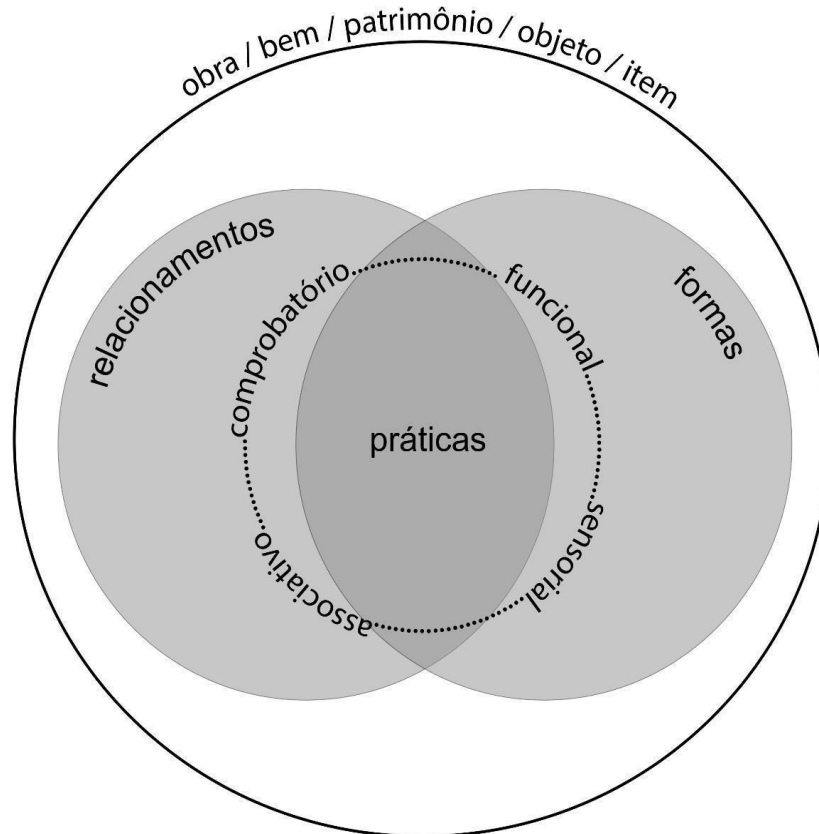 obra / bem / patrimônio / objeto / item
relacionamentos
formas
comprobatório
funcional
práticas
associativo
sensorial